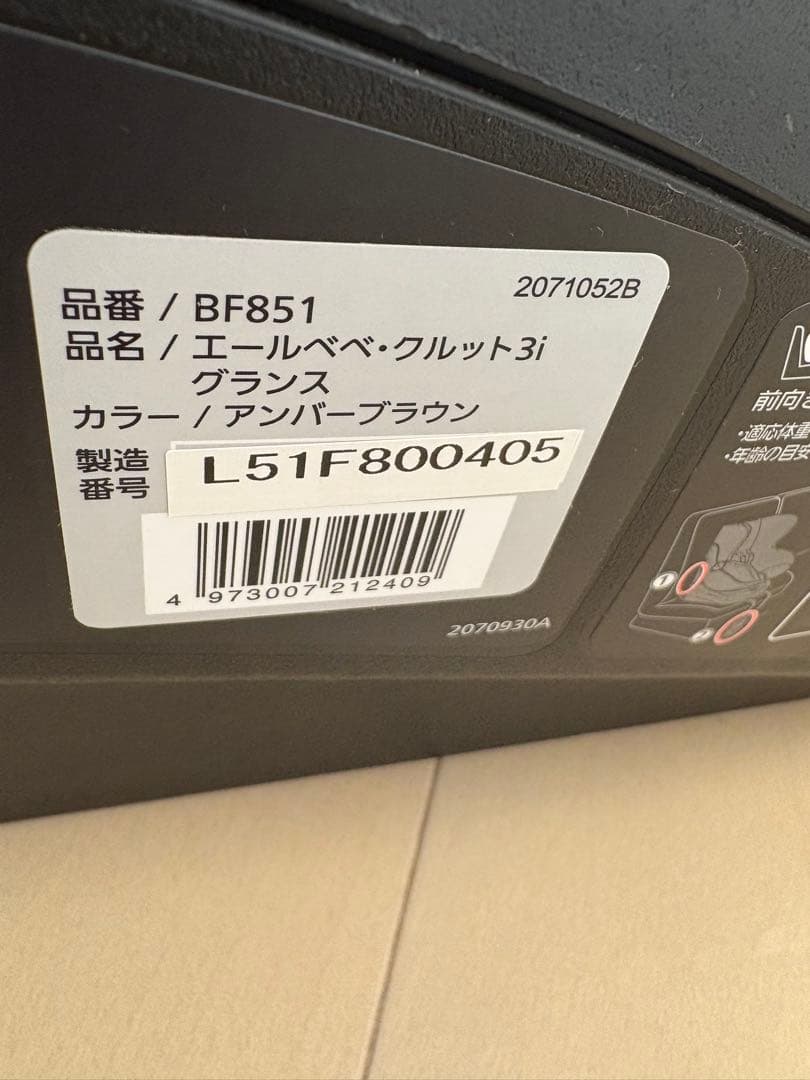 2071052B
品番 / BF851
品名 / エールベベ・クルット3i
グランス
カラー / アンバーブラウン
製造
番号
L51F800405
4 973007 212409
2070930A
前向き
・適応体重
・年齢の目安
1
2